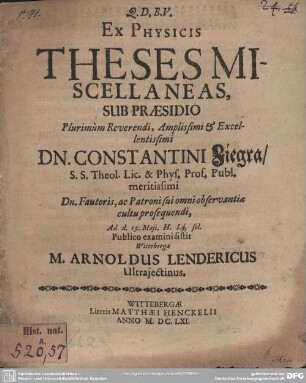 Q. D. B. V.
EX PHYSICIS
THESES MI-
SCELLANEAS,
SUB PRÆSIDIO
Plurimùm Reverendi, Amplissimi & Excel-
lentissimi
DN. CONSTANTINI Ziegra/
S. S. Theol. Lic. & Phys. Prof. Publ.
meritissimi
Dn. Fautoris, ac Patroni sui omni observantiæ
cultu prosequendi,
Ad d. 15. Maji. H. L.
Publico examini sistit
Witteberga
M. ARNOLDUS LENDERICUS
Ultrajectinus,
WITTEBERGÆ
Literis MATTHÆI HENCKELII
ANNO M. DC. LXI.
Hist. nat.
A
520,57
DFG